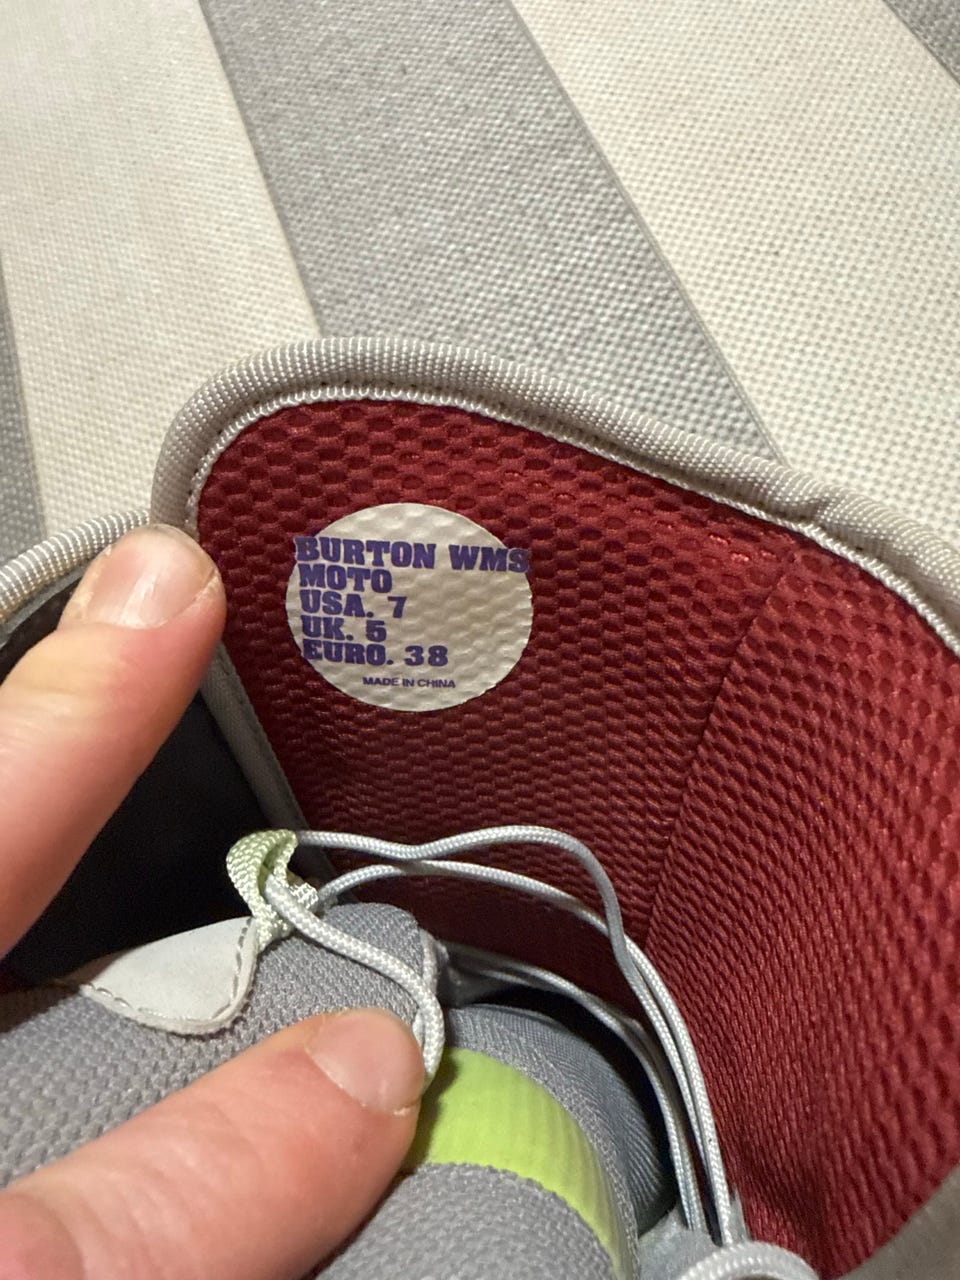 BURTON WMS
MOTO
USA. 7
UK. 5
EURO. 38
MADE IN CHINA